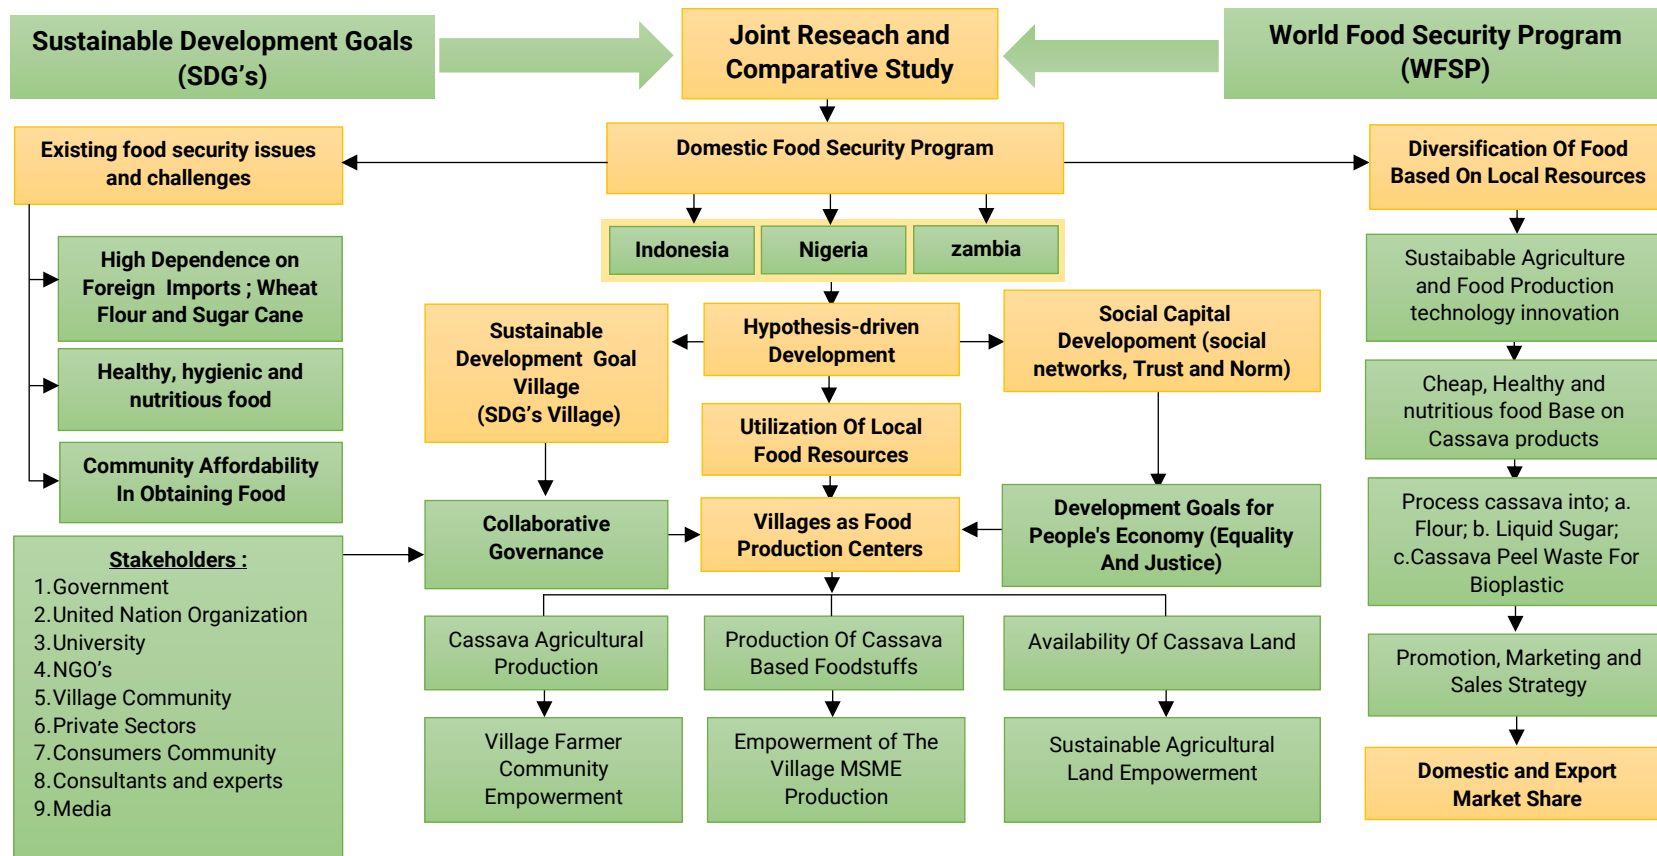 Sustainable Development Goals
(SDG's)
Joint Reseach and
Comparative Study
World Food Security Program
(WFSP)
Existing food security issues
and challenges
Domestic Food Security Program
Diversification Of Food
Based On Local Resources
Indonesia
Nigeria
zambia
High Dependence on
Foreign Imports ; Wheat
Flour and Sugar Cane
Healthy, hygienic and
nutritious food
Community Affordability
In Obtaining Food
Sustainable
Development Goal
Village
(SDG's Village)
Hypothesis-driven
Development
Social Capital
Developoment (social
networks, Trust and Norm)
Utilization Of Local
Food Resources
Collaborative
Governance
Villages as Food
Production Centers
Development Goals for
People's Economy (Equality
And Justice)
Stakeholders :
1.Government
2.United Nation Organization
3.University
4.NGO's
5.Village Community
6.Private Sectors
7.Consumers Community
8.Consultants and experts
9.Media
Cassava Agricultural
Production
Production Of Cassava
Based Foodstuffs
Availability Of Cassava Land
Village Farmer
Community
Empowerment
Empowerment of The
Village MSME
Production
Sustainable Agricultural
Land Empowerment
Sustaibable Agriculture
and Food Production
technology innovation
Cheap, Healthy and
nutritious food Base on
Cassava products
Process cassava into; a.
Flour; b. Liquid Sugar;
c.Cassava Peel Waste For
Bioplastic
Promotion, Marketing and
Sales Strategy
Domestic and Export
Market Share